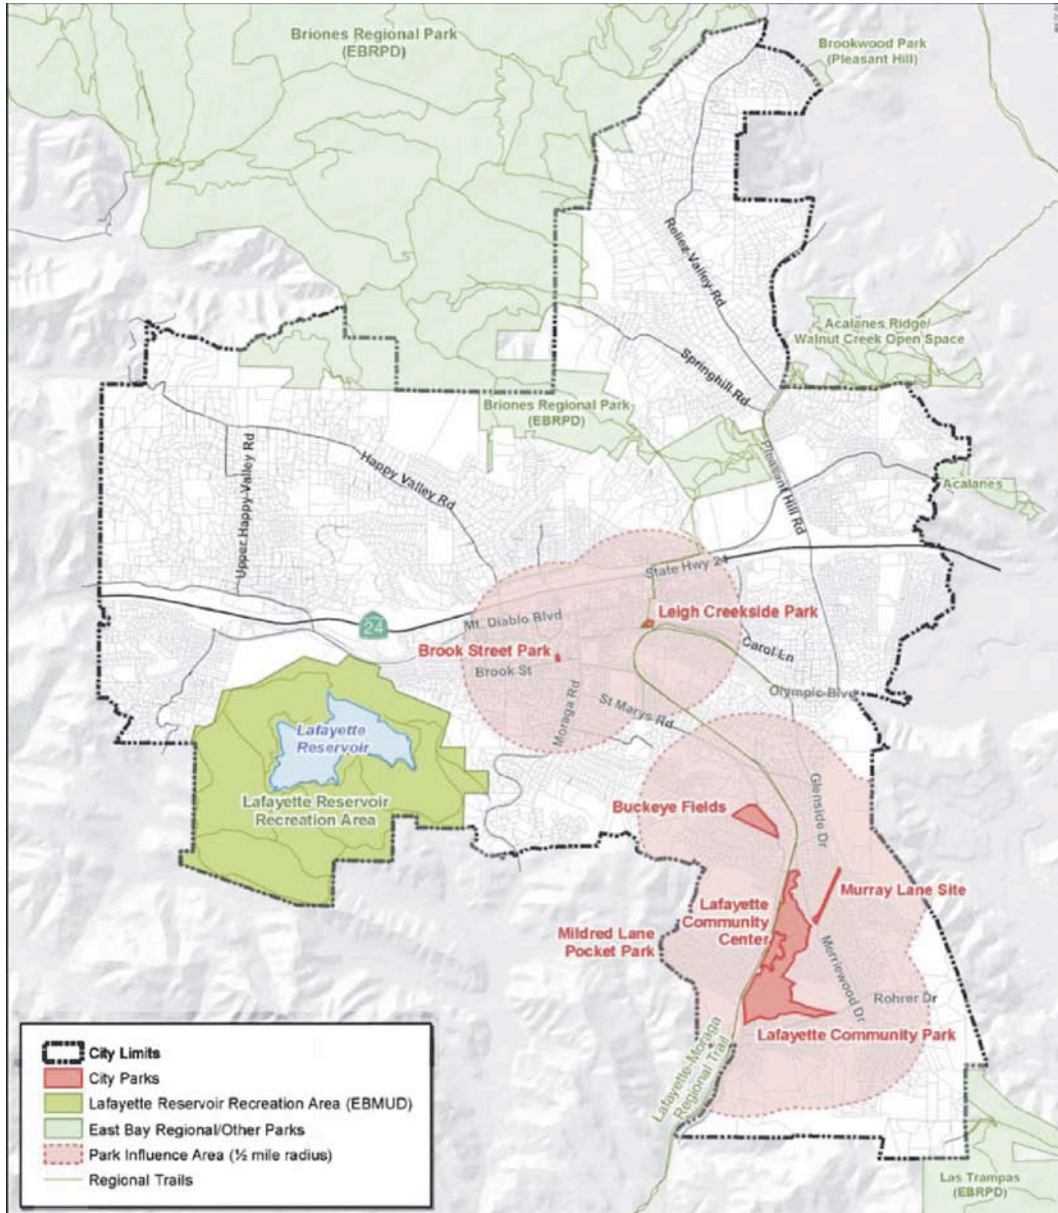 Briones Regional Park
(EBRPD)
Brookwood Park
(Pleasant Hill)
Reliez Valley Rd
Acalanes Ridge/
Walnut Creek Open Space
Springhill Rd
Briones Regional Park
(EBRPD)
Pleasant Hill Rd
Happy Valley Rd
Upper Happy Valley Rd
Acalanes
State Hwy 24
Leigh Creekside Park
Mt. Diablo Blvd
24
Brook Street Park
Brook St
Carol Ln
Olympic Blvd
St Marys Rd
Moraga Rd
Lafayette
Reservoir
Lafayette Reservoir
Recreation Area
Buckeye Fields
Glenside Dr
Murray Lane Site
Lafayette
Community
Center
Mildred Lane
Pocket Park
Merriewood Dr
Rohrer Dr
Lafayette Community Park
Lafayette-Moraga
Regional Trail
Las Trampas
(EBRPD)
City Limits
City Parks
Lafayette Reservoir Recreation Area (EBMUD)
East Bay Regional/Other Parks
Park Influence Area (½ mile radius)
Regional Trails